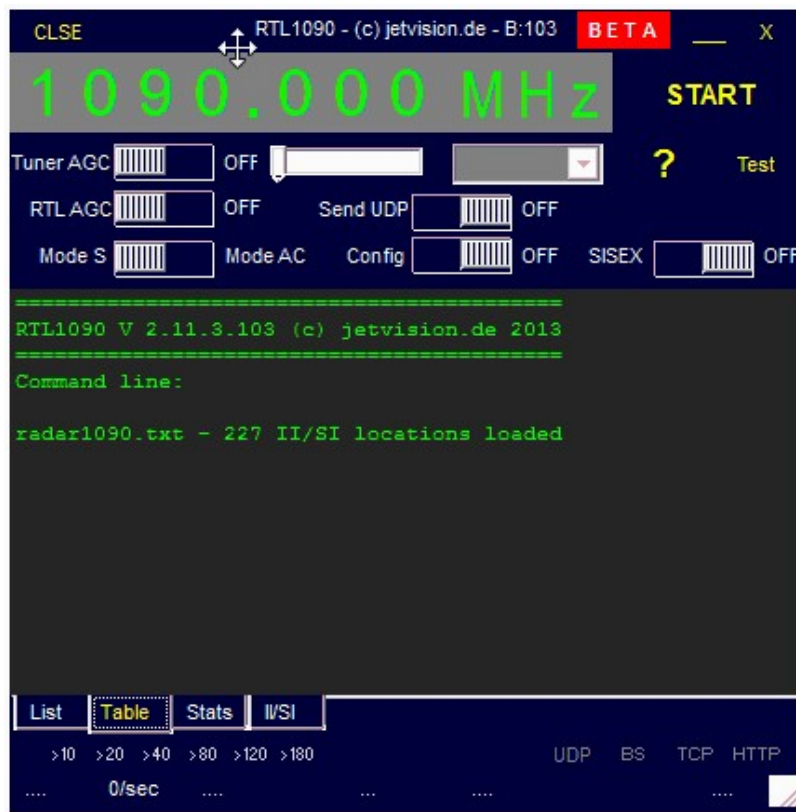 CLSE RTL1090 - (c) jetvision.de - B:103 BETA __ X
1090.000 MHz START
Tuner AGC OFF ? Test
RTL AGC OFF Send UDP OFF
Mode S Mode AC Config OFF SISEX OFF
==========================================
RTL1090 V 2.11.3.103 (c) jetvision.de 2013
==========================================
Command line:
radar1090.txt - 227 II/SI locations loaded
List Table Stats II/SI
>10 >20 >40 >80 >120 >180 UDP BS TCP HTTP
.... 0/sec .... ... .... ....